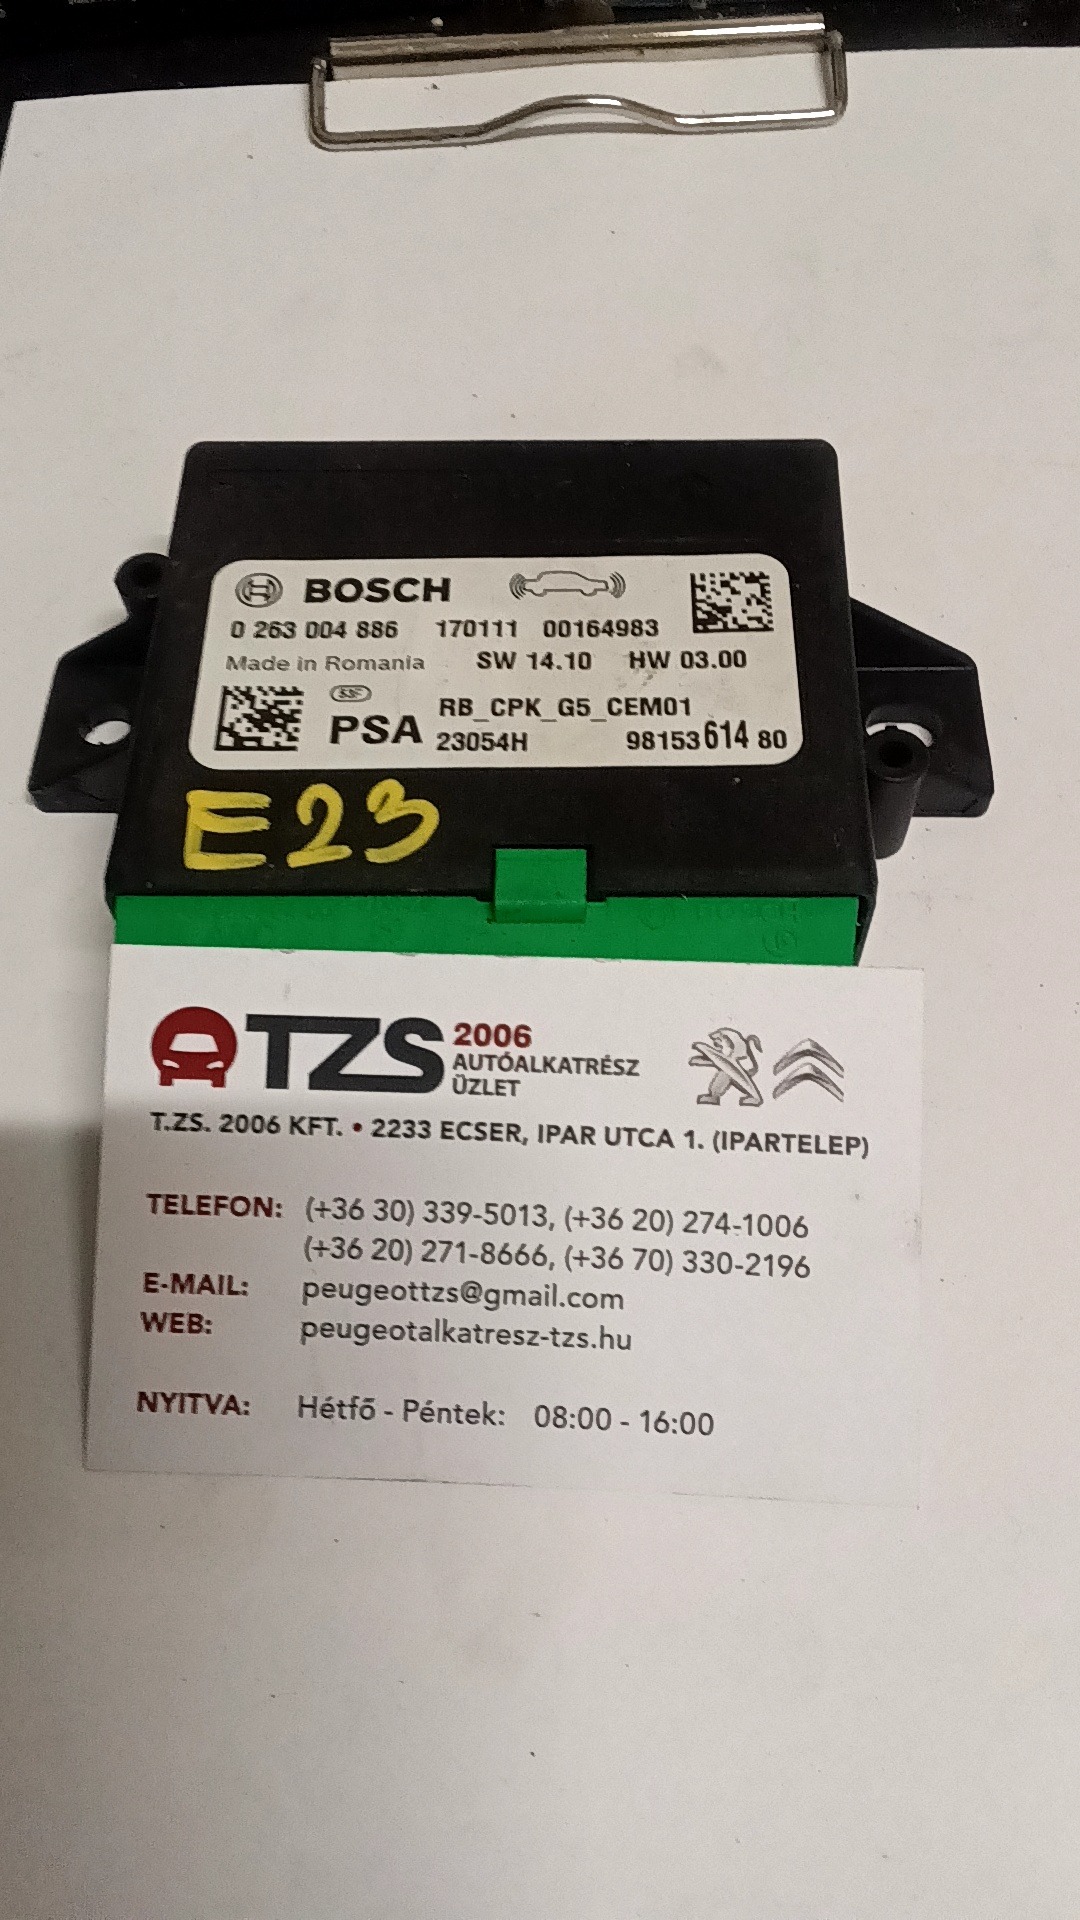 BOSCH
0 263 004 886 170111 00164983
Made in Romania SW 14.10 HW 03.00
RB_CPK_G5_CEM01
PSA 23054H 98153 614 80
E23
TZS 2006
AUTÓALKATRÉSZ
ÜZLET
T.ZS. 2006 KFT. • 2233 ECSER, IPAR UTCA 1. (IPARTELEP)
TELEFON: (+36 30) 339-5013, (+36 20) 274-1006
(+36 20) 271-8666, (+36 70) 330-2196
E-MAIL: peugeottzs@gmail.com
WEB: peugeotalkatresz-tzs.hu
NYITVA: Hétfő - Péntek: 08:00 - 16:00